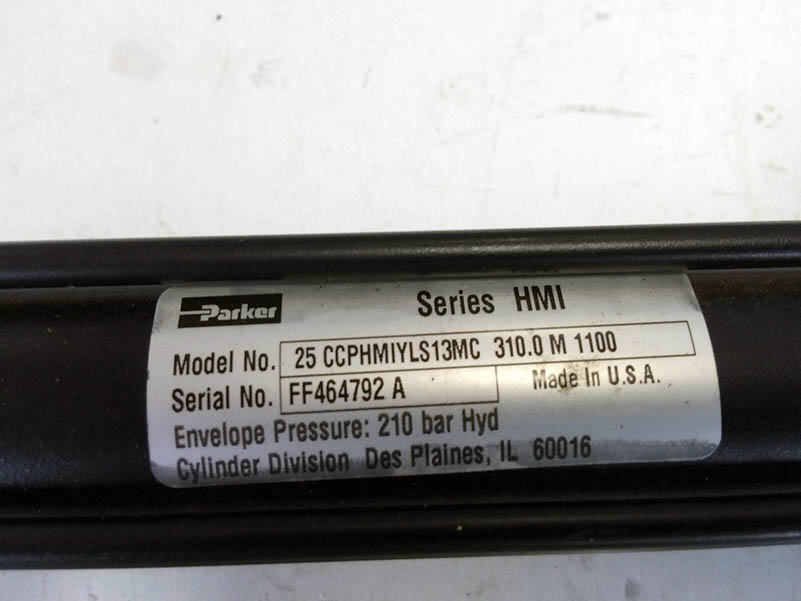 Parker Series HMI
Model No. 25 CCPHMIYLS13MC 310.0 M 1100
Serial No. FF464792 A Made In U.S.A.
Envelope Pressure: 210 bar Hyd
Cylinder Division Des Plaines, IL 60016